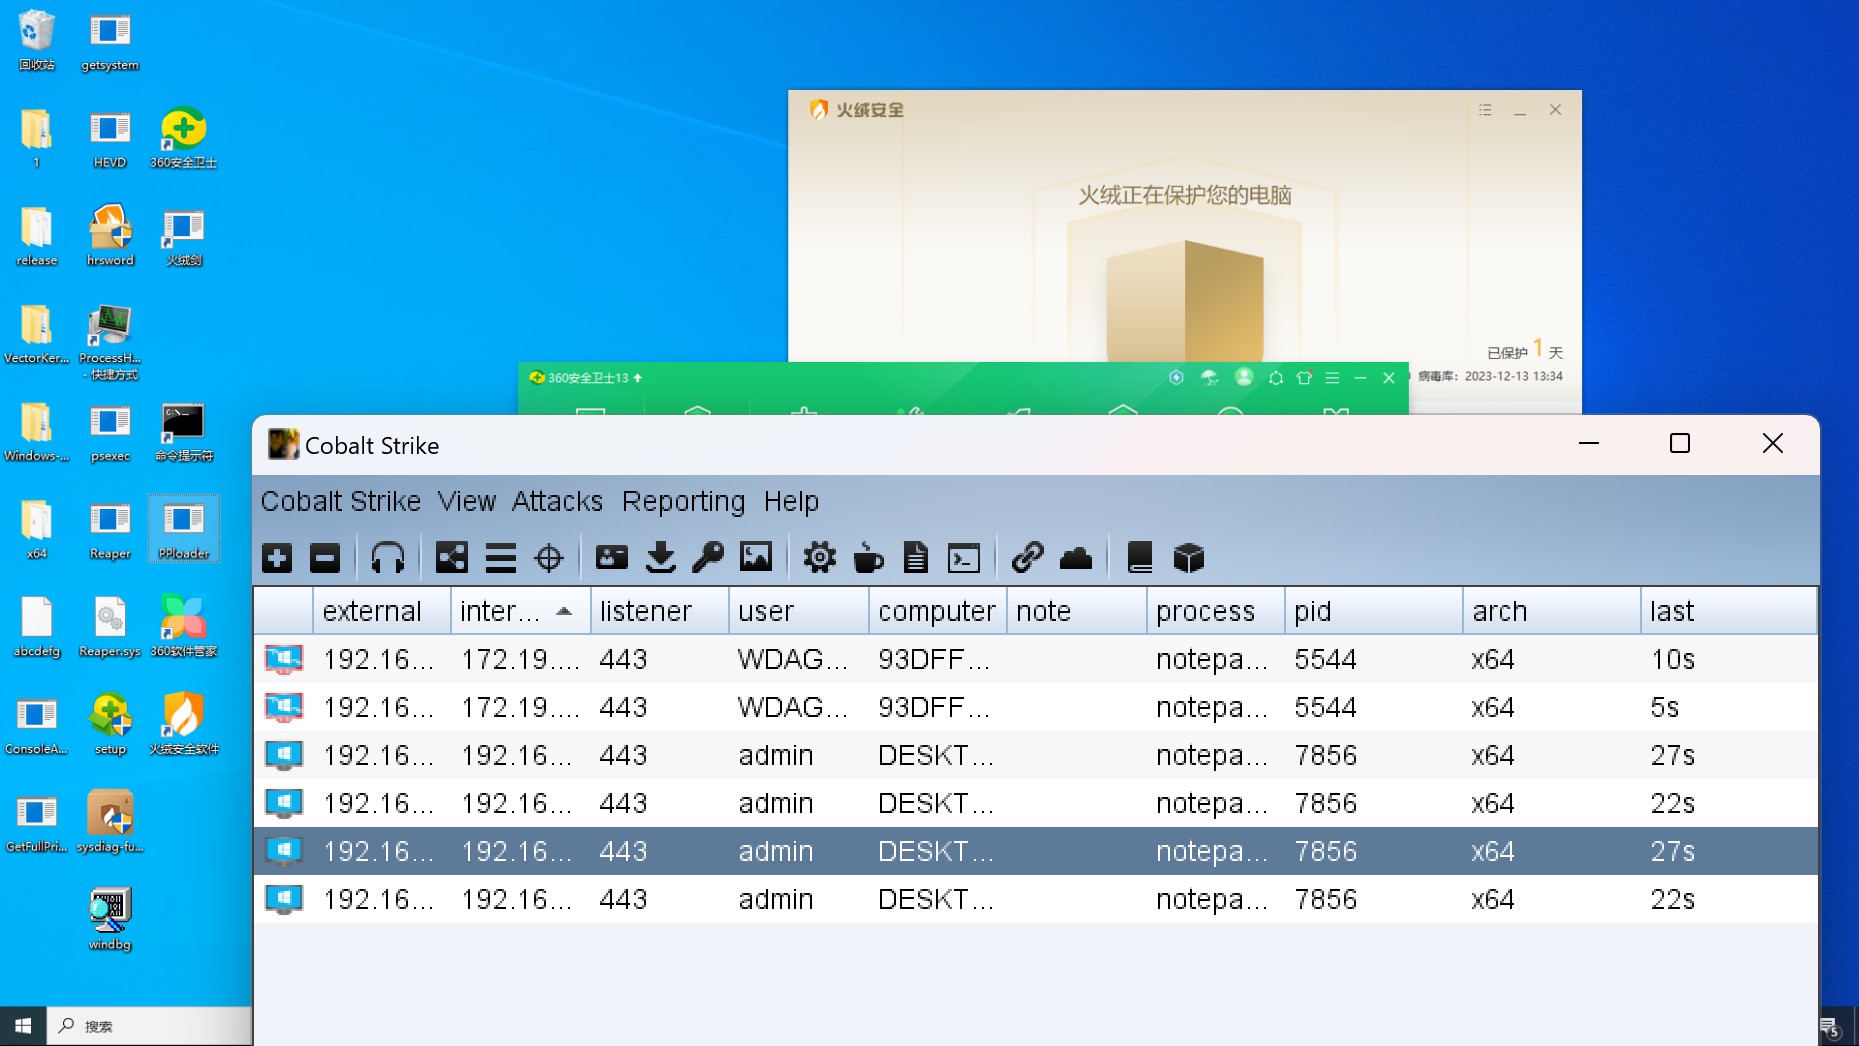 回收站
getsystem
1
HEVD
360安全卫士
release
hrsword
火绒剑
VectorKer...
ProcessH...
- 快捷方式
Windows-...
psexec
命令提示符
x64
Reaper
PPloader
abcdefg
Reaper.sys
360软件管家
ConsoleA...
setup
火绒安全软件
GetFullPri...
sysdiag-fu...
windbg
搜索
火绒安全
火绒正在保护您的电脑
已保护 1 天
病毒库: 2023-12-13 13:34
360安全卫士13
Cobalt Strike
Cobalt Strike View Attacks Reporting Help
external inter... listener user computer note process pid arch last
192.16... 172.19.... 443 WDAG... 93DFF... notepa... 5544 x64 10s
192.16... 172.19.... 443 WDAG... 93DFF... notepa... 5544 x64 5s
192.16... 192.16... 443 admin DESKT... notepa... 7856 x64 27s
192.16... 192.16... 443 admin DESKT... notepa... 7856 x64 22s
192.16... 192.16... 443 admin DESKT... notepa... 7856 x64 27s
192.16... 192.16... 443 admin DESKT... notepa... 7856 x64 22s
5